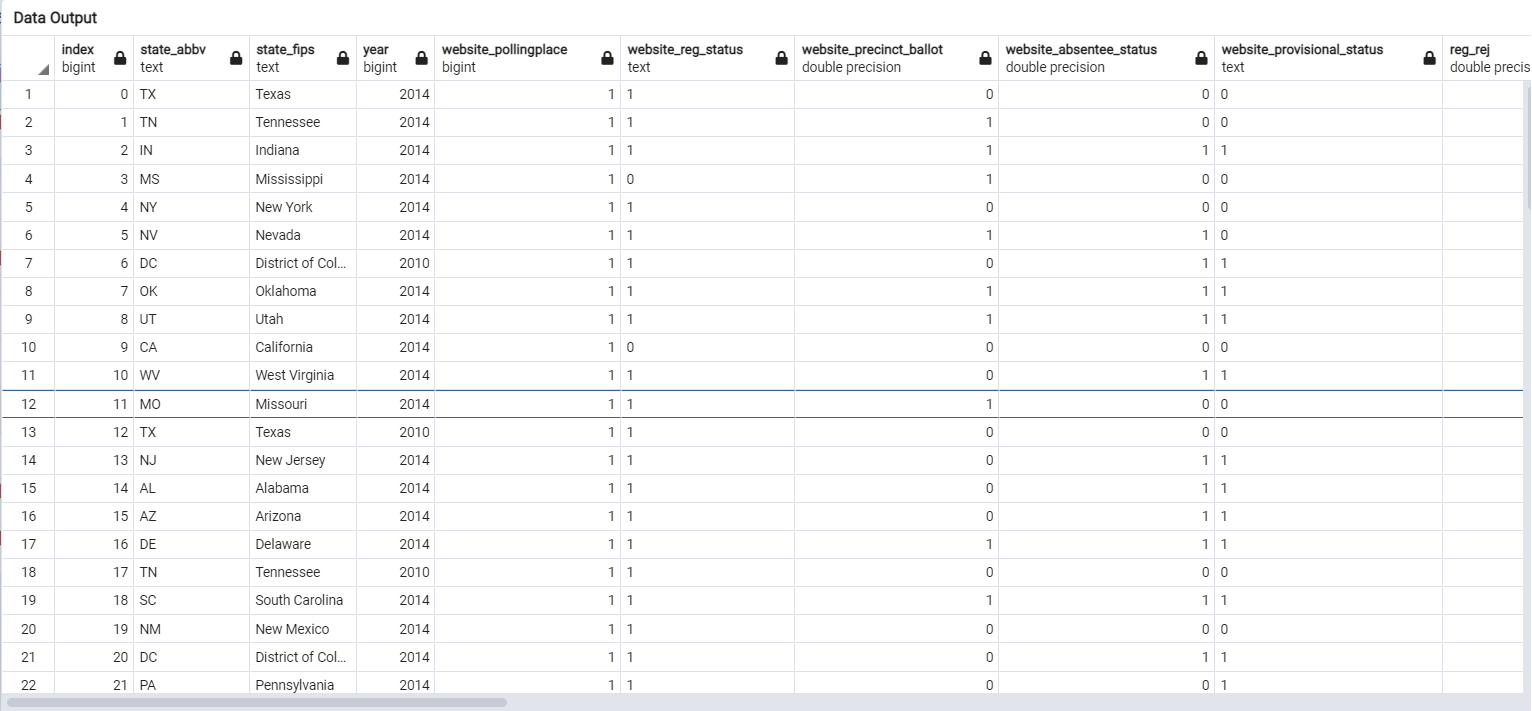 Data Output
index state_abbv state_fips year website_pollingplace website_reg_status website_precinct_ballot website_absentee_status website_provisional_status reg_rej
bigint text text bigint bigint text double precision double precision text double precis
1 0 TX Texas 2014 1 1 0 0 0
2 1 TN Tennessee 2014 1 1 1 0 0
3 2 IN Indiana 2014 1 1 1 1 1
4 3 MS Mississippi 2014 1 0 1 0 0
5 4 NY New York 2014 1 1 0 0 0
6 5 NV Nevada 2014 1 1 1 1 0
7 6 DC District of Col... 2010 1 1 0 1 1
8 7 OK Oklahoma 2014 1 1 1 1 1
9 8 UT Utah 2014 1 1 1 1 1
10 9 CA California 2014 1 0 0 0 0
11 10 WV West Virginia 2014 1 1 0 1 1
12 11 MO Missouri 2014 1 1 1 0 0
13 12 TX Texas 2010 1 1 0 0 0
14 13 NJ New Jersey 2014 1 1 0 1 1
15 14 AL Alabama 2014 1 1 0 1 1
16 15 AZ Arizona 2014 1 1 0 1 1
17 16 DE Delaware 2014 1 1 1 1 1
18 17 TN Tennessee 2010 1 1 0 0 0
19 18 SC South Carolina 2014 1 1 1 1 1
20 19 NM New Mexico 2014 1 1 0 0 0
21 20 DC District of Col... 2014 1 1 0 1 1
22 21 PA Pennsylvania 2014 1 1 0 0 1